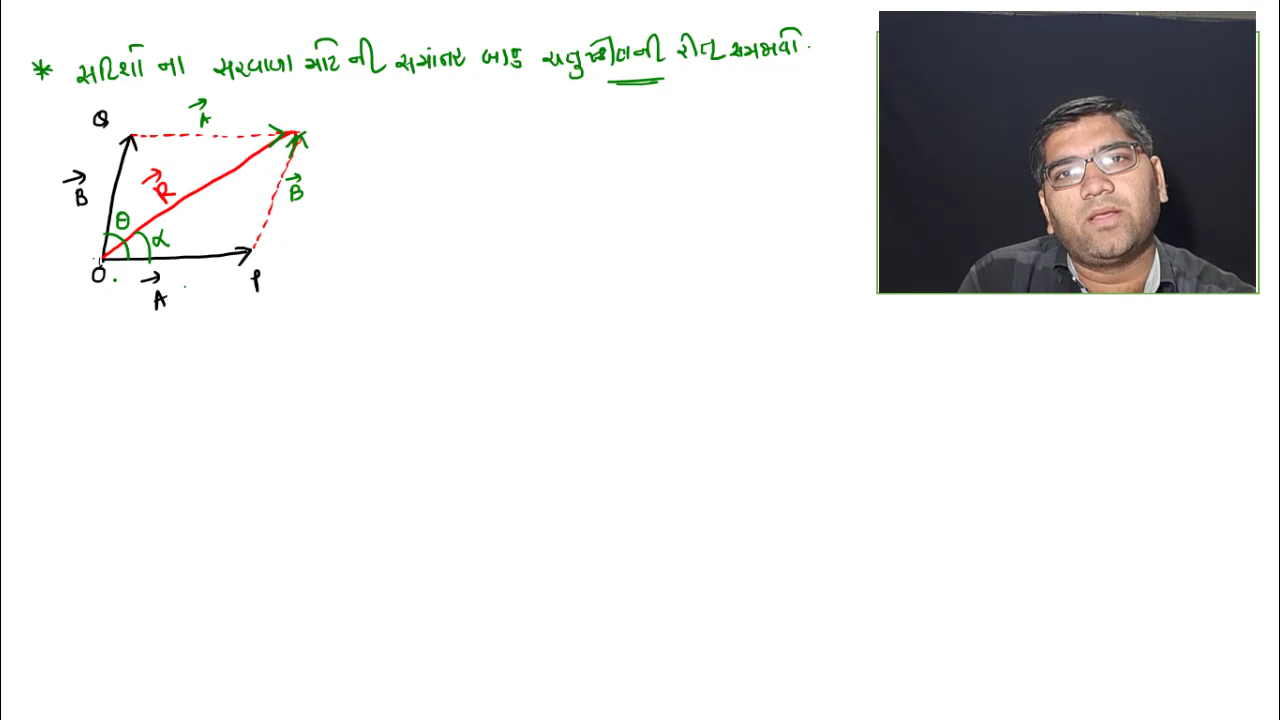 * સદિશોના સરવાળા માટેની સમાંતર બાજુ ચતુષ્કોણની રીત સમજાવો.
Q
A
B
R
B
θ
α
O
P
A